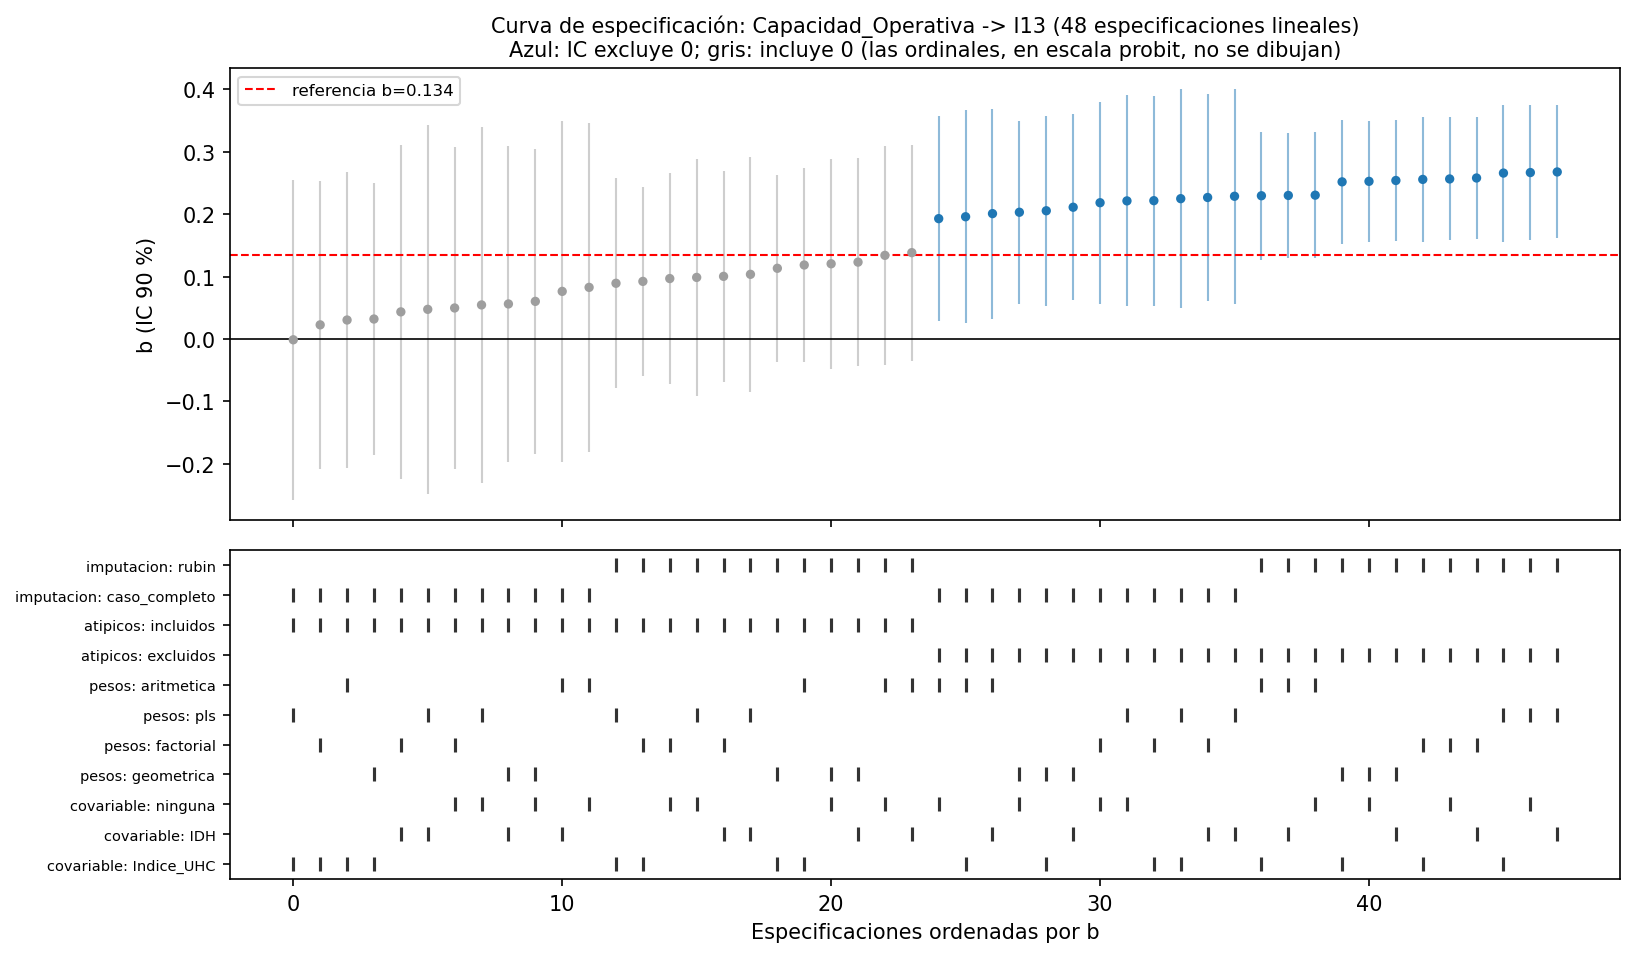 Curva de especificación: Capacidad_Operativa -> I13 (48 especificaciones lineales)
Azul: IC excluye 0; gris: incluye 0 (las ordinales, en escala probit, no se dibujan)
referencia b=0.134
b (IC 90 %)
0.4
0.3
0.2
0.1
0.0
−0.1
−0.2
imputacion: rubin
imputacion: caso_completo
atipicos: incluidos
atipicos: excluidos
pesos: aritmetica
pesos: pls
pesos: factorial
pesos: geometrica
covariable: ninguna
covariable: IDH
covariable: Indice_UHC
0 10 20 30 40
Especificaciones ordenadas por b